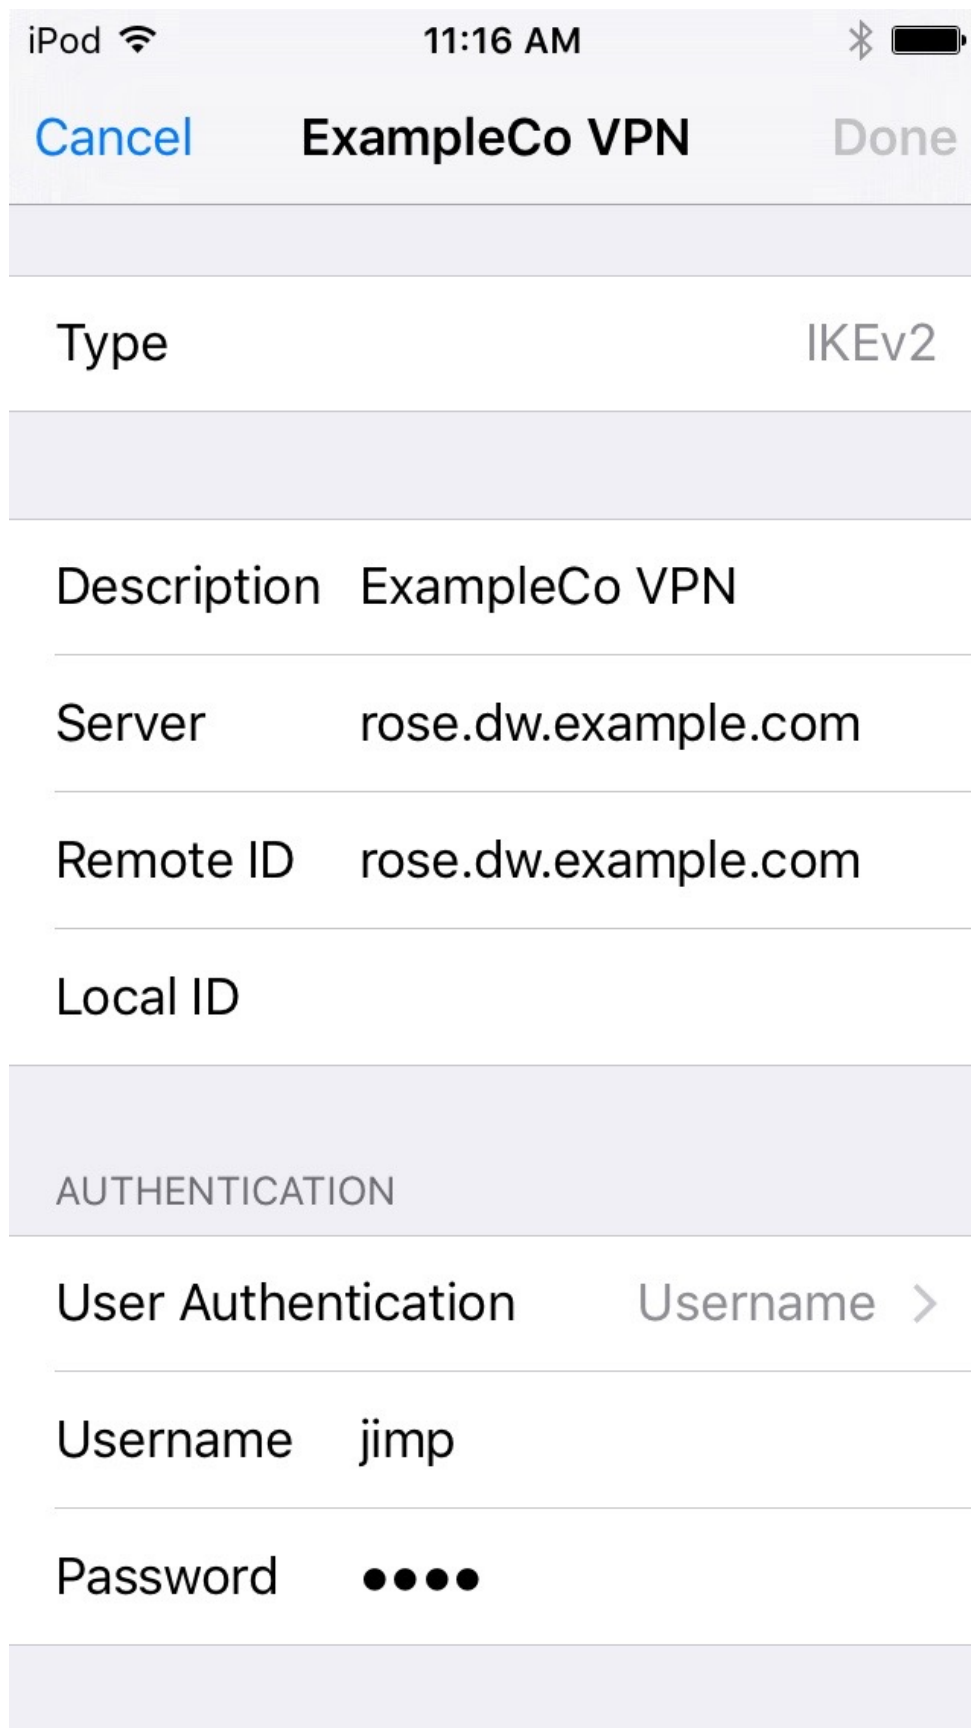 iPod 11:16 AM
Cancel ExampleCo VPN Done
Type IKEv2
Description ExampleCo VPN
Server rose.dw.example.com
Remote ID rose.dw.example.com
Local ID
AUTHENTICATION
User Authentication Username
Username jimp
Password ●●●●